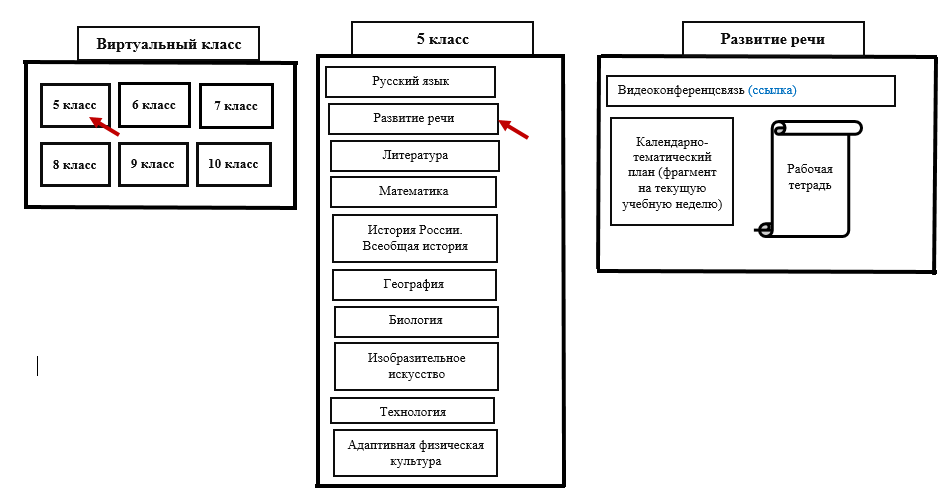 Виртуальный класс
5 класс
6 класс
7 класс
8 класс
9 класс
10 класс
5 класс
Русский язык
Развитие речи
Литература
Математика
История России.
Всеобщая история
География
Биология
Изобразительное
искусство
Технология
Адаптивная физическая
культура
Развитие речи
Видеоконференцсвязь (ссылка)
Календарно-
тематический
план (фрагмент
на текущую
учебную неделю)
Рабочая
тетрадь